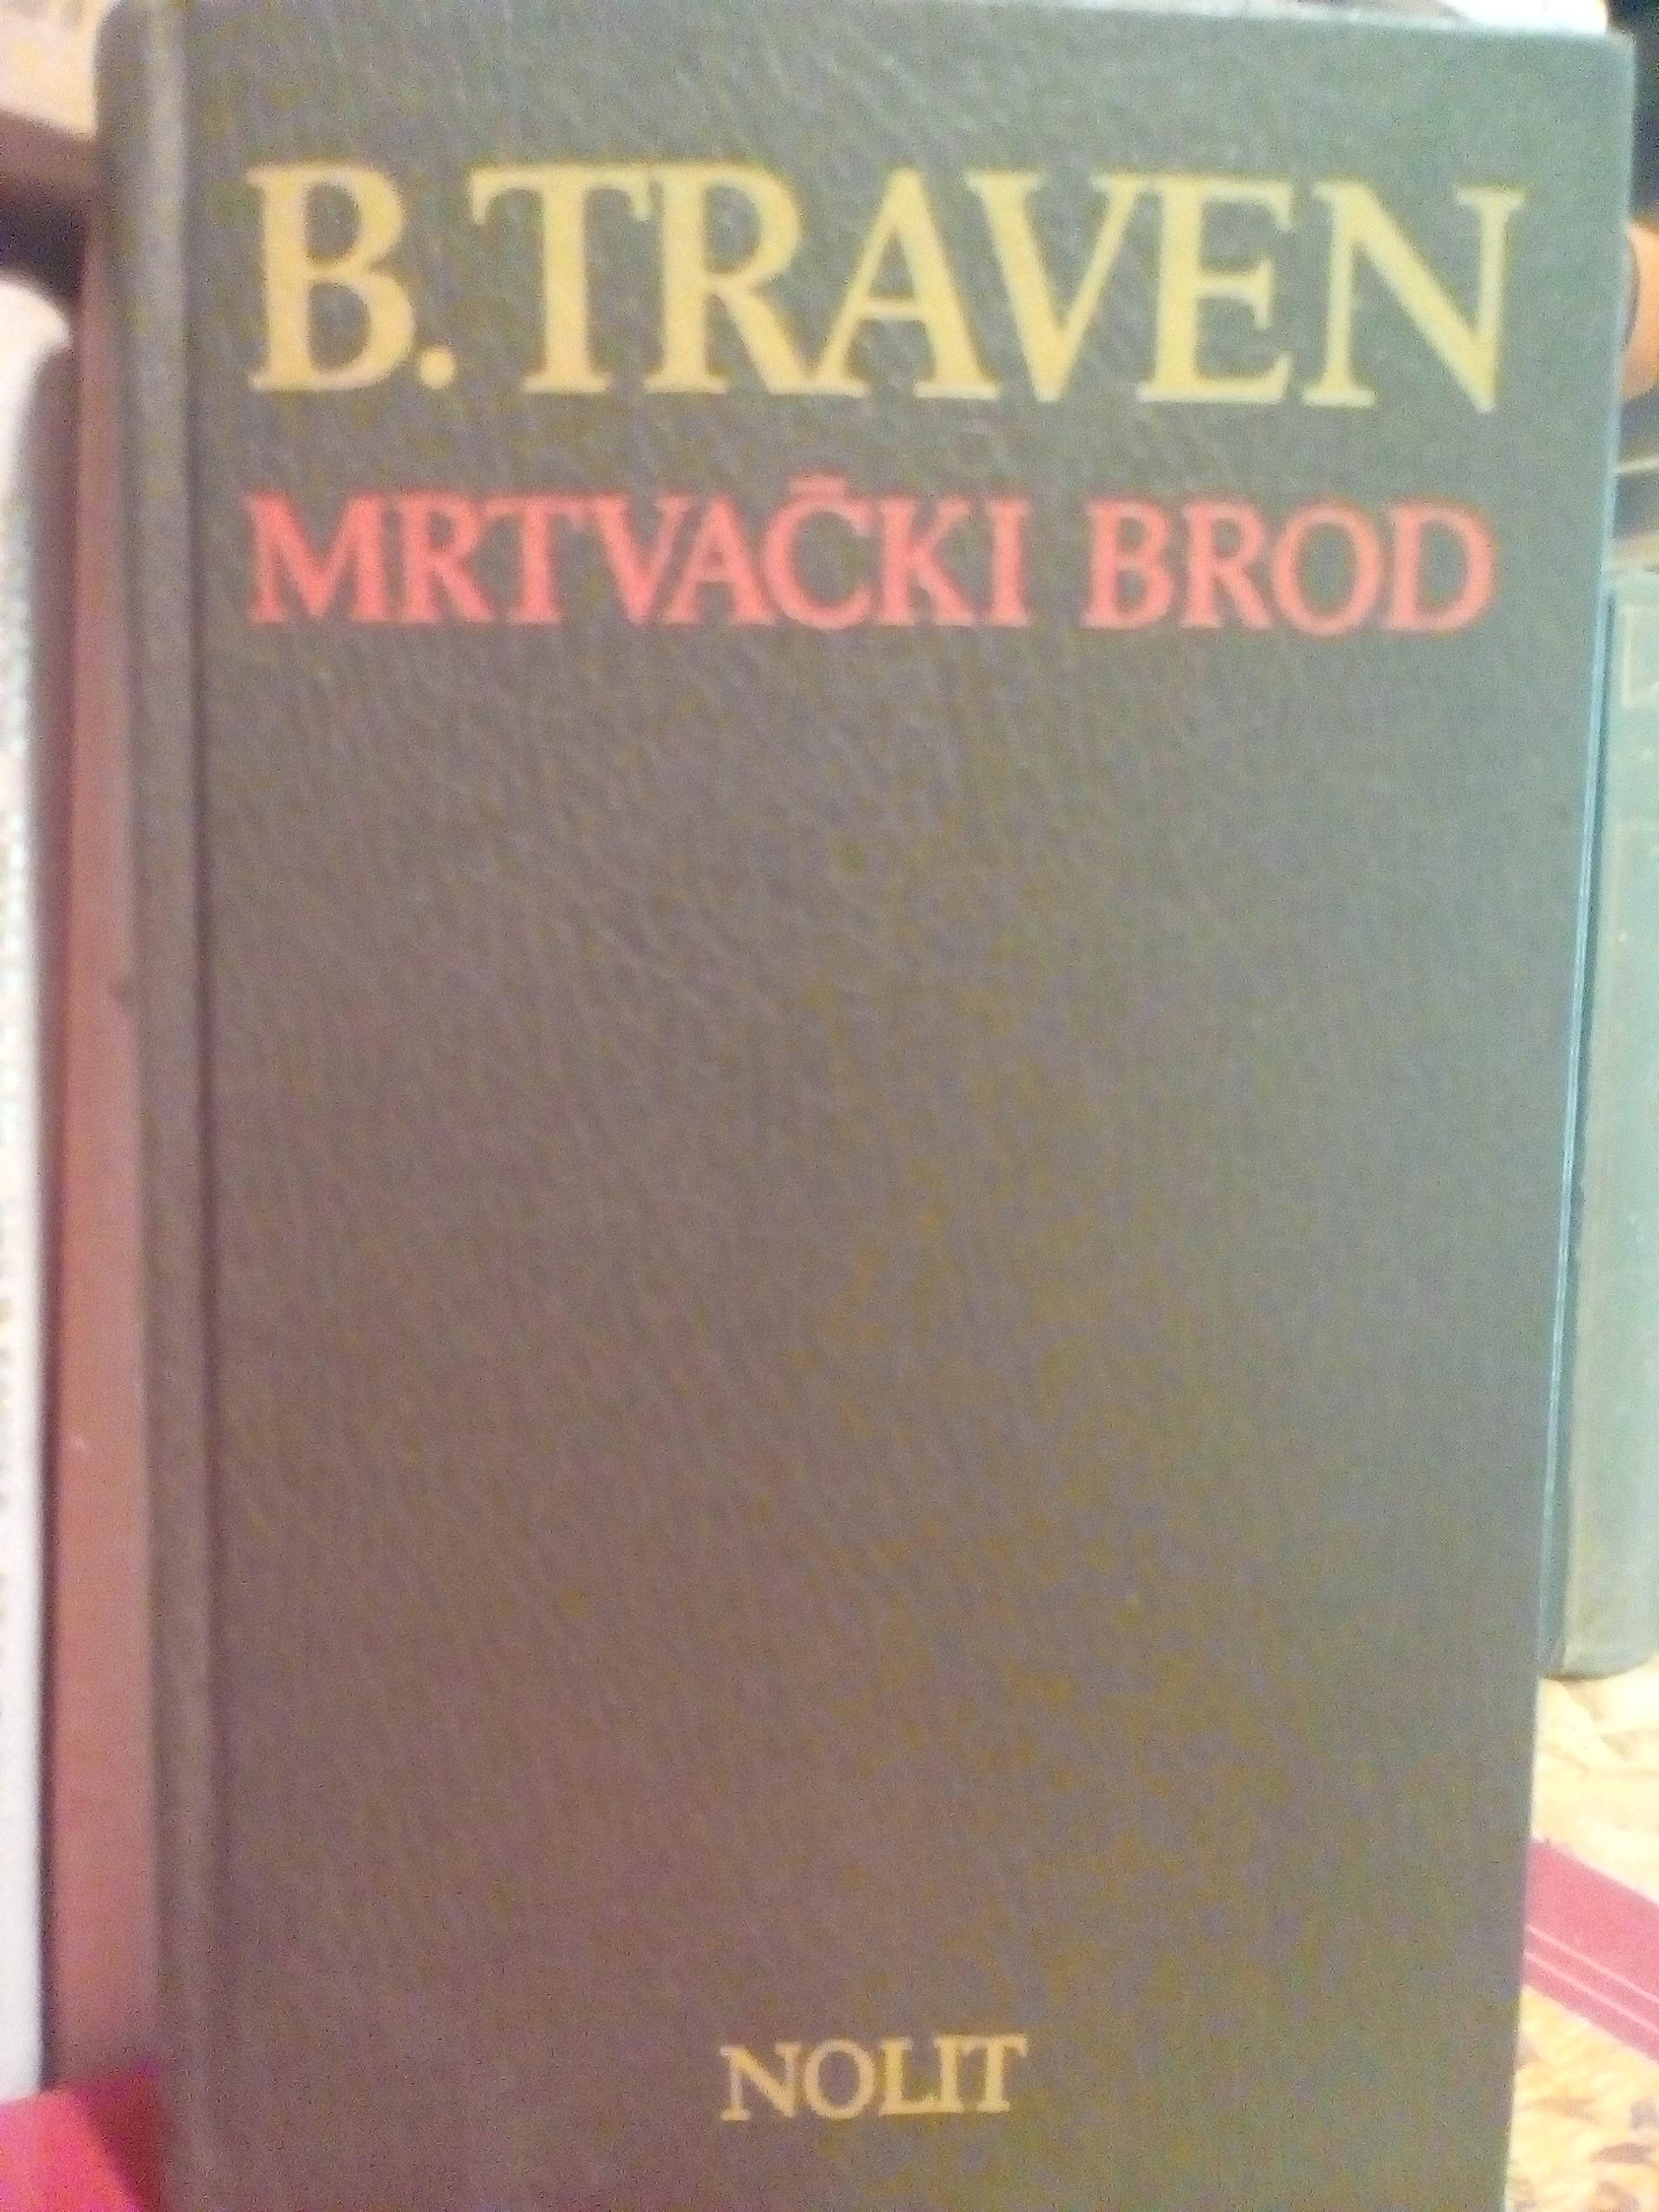 B. TRAVEN
MRTVAČKI BROD
NOLIT